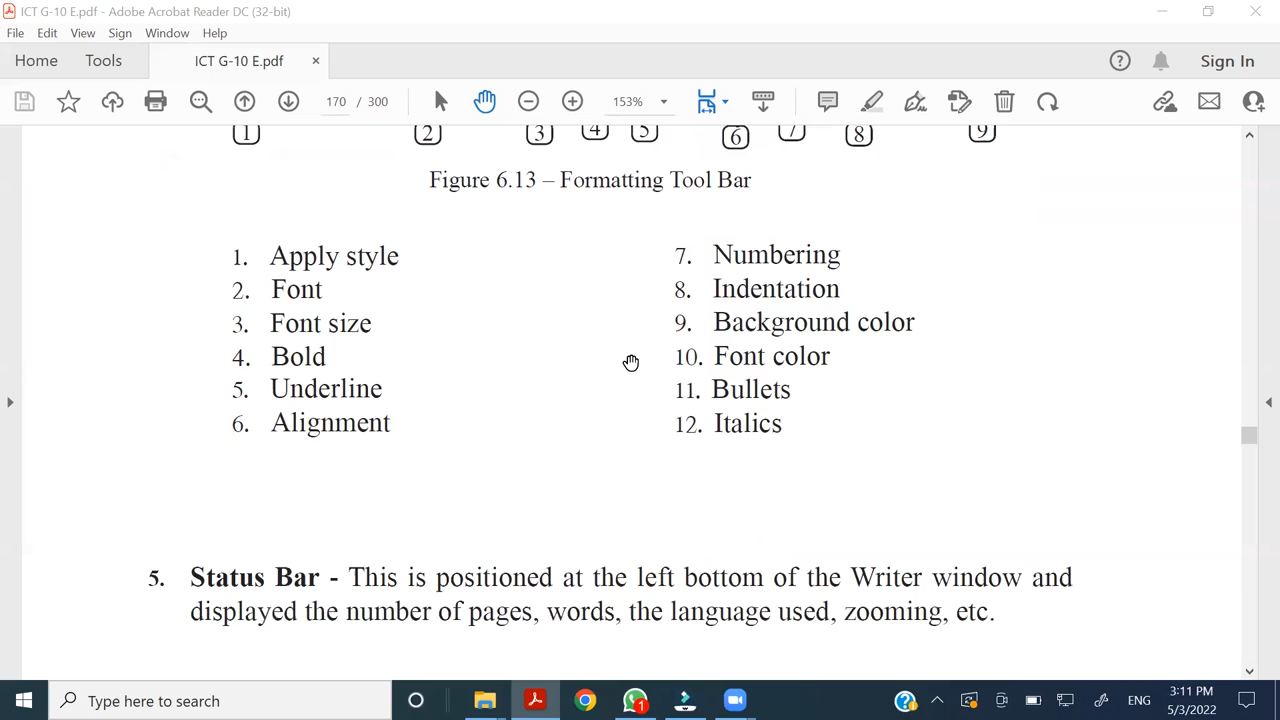 ICT G-10 E.pdf - Adobe Acrobat Reader DC (32-bit)
File Edit View Sign Window Help
Home Tools ICT G-10 E.pdf × Sign In
170 / 300 153%
1 2 3 4 5 6 7 8 9
Figure 6.13 – Formatting Tool Bar
1. Apply style
2. Font
3. Font size
4. Bold
5. Underline
6. Alignment
7. Numbering
8. Indentation
9. Background color
10. Font color
11. Bullets
12. Italics
5. Status Bar - This is positioned at the left bottom of the Writer window and
displayed the number of pages, words, the language used, zooming, etc.
Type here to search
1
ENG
3:11 PM
5/3/2022